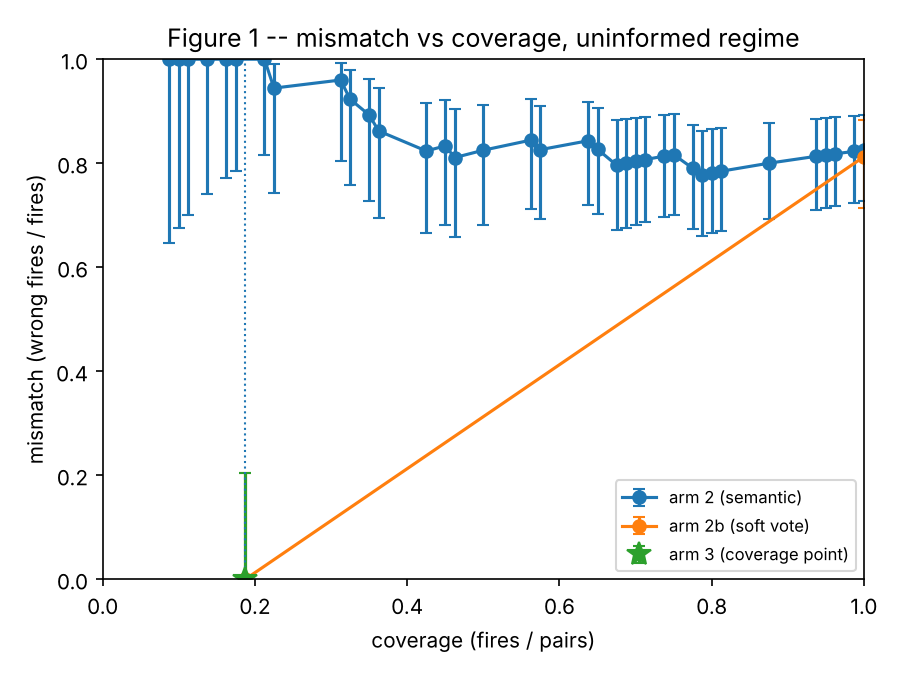 Figure 1 -- mismatch vs coverage, uninformed regime
mismatch (wrong fires / fires)
1.0
0.8
0.6
0.4
0.2
0.0
arm 2 (semantic)
arm 2b (soft vote)
arm 3 (coverage point)
0.0 0.2 0.4 0.6 0.8 1.0
coverage (fires / pairs)